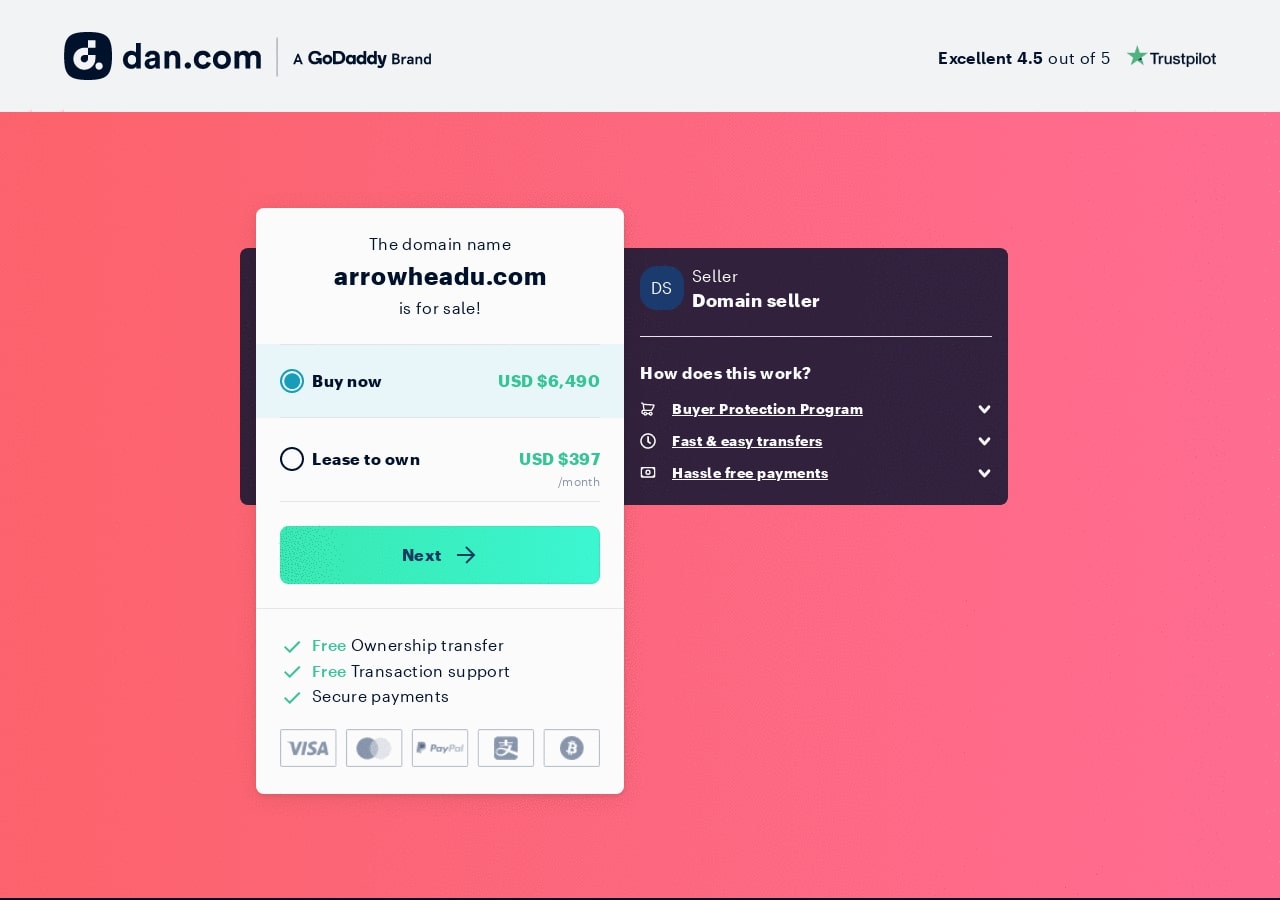 dan.com A GoDaddy Brand
Excellent 4.5 out of 5 Trustpilot
The domain name
arrowheadu.com
is for sale!
Buy now USD $6,490
Lease to own USD $397
/month
Next
Free Ownership transfer
Free Transaction support
Secure payments
VISA PayPal
DS
Seller
Domain seller
How does this work?
Buyer Protection Program
Fast & easy transfers
Hassle free payments